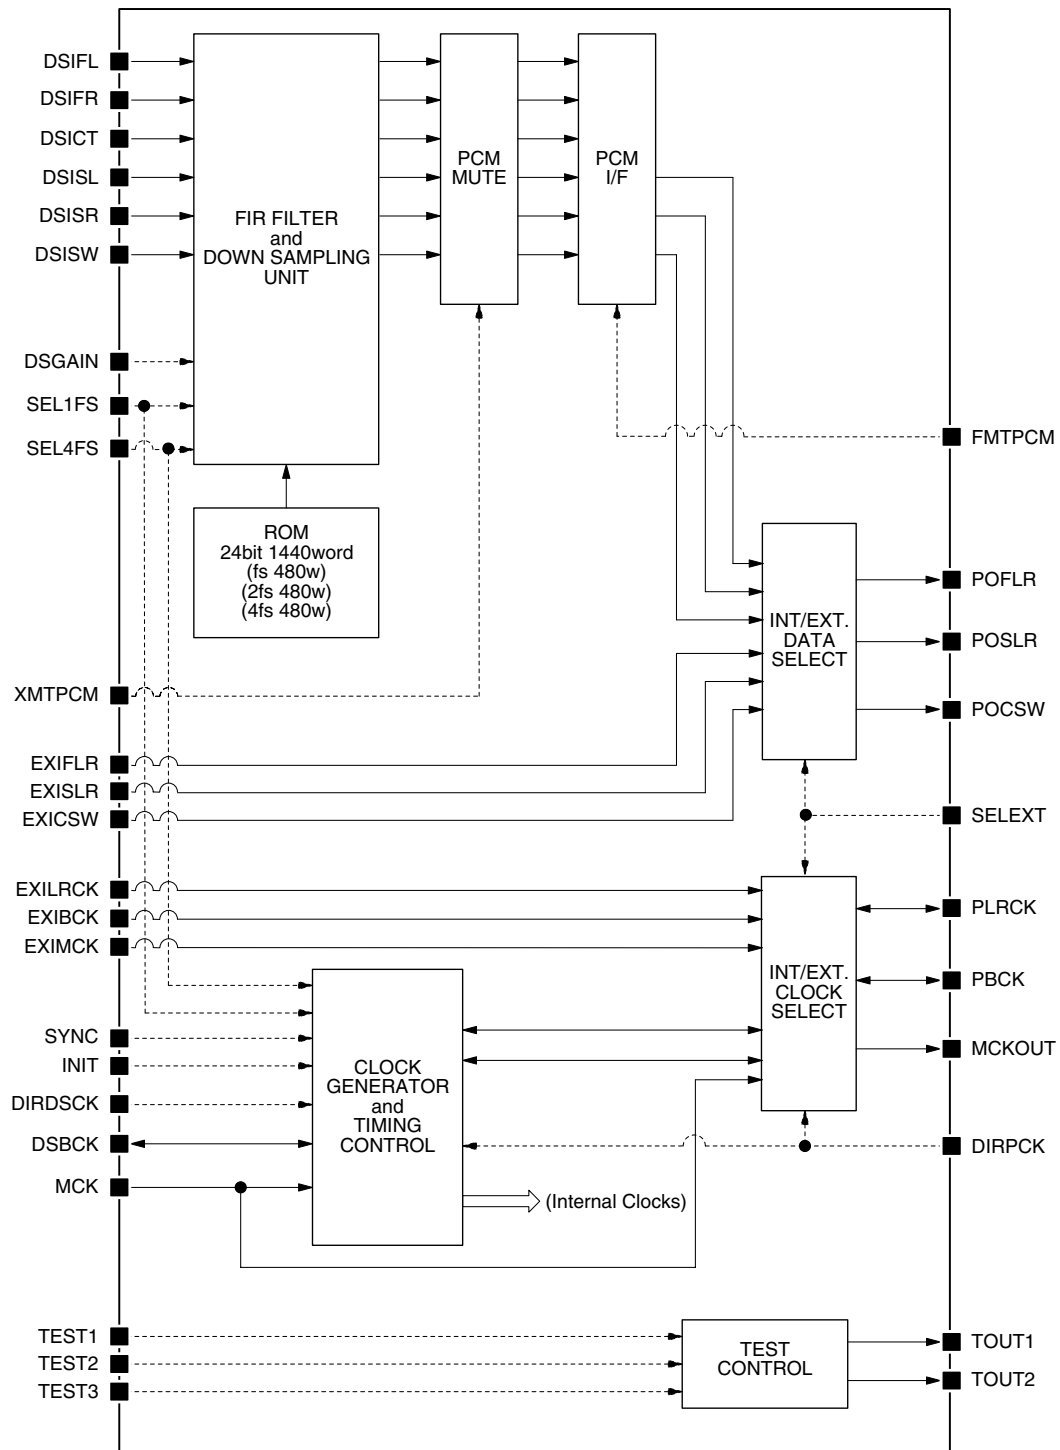 DSIFL
DSIFR
DSICT
DSISL
DSISR
DSISW
DSGAIN
SEL1FS
SEL4FS
XMTPCM
EXIFLR
EXISLR
EXICSW
EXILRCK
EXIBCK
EXIMCK
SYNC
INIT
DIRDSCK
DSBCK
MCK
TEST1
TEST2
TEST3
FIR FILTER
and
DOWN SAMPLING
UNIT
ROM
24bit 1440word
(fs 480w)
(2fs 480w)
(4fs 480w)
PCM
MUTE
PCM
I/F
INT/EXT.
DATA
SELECT
INT/EXT.
CLOCK
SELECT
CLOCK
GENERATOR
and
TIMING
CONTROL
(Internal Clocks)
TEST
CONTROL
FMTPCM
POFLR
POSLR
POCSW
SELEXT
PLRCK
PBCK
MCKOUT
DIRPCK
TOUT1
TOUT2